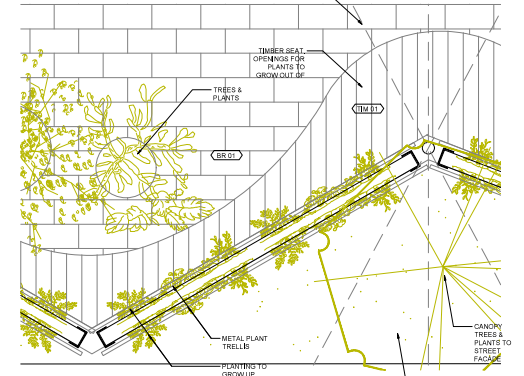 TIMBER SEAT,
OPENINGS FOR
PLANTS TO
GROW OUT OF
TREES &
PLANTS
TIM 01
BR 01
CANOPY
TREES &
PLANTS TO
STREET
FACADE
METAL PLANT
TRELLIS
PLANTING TO
GROW UP